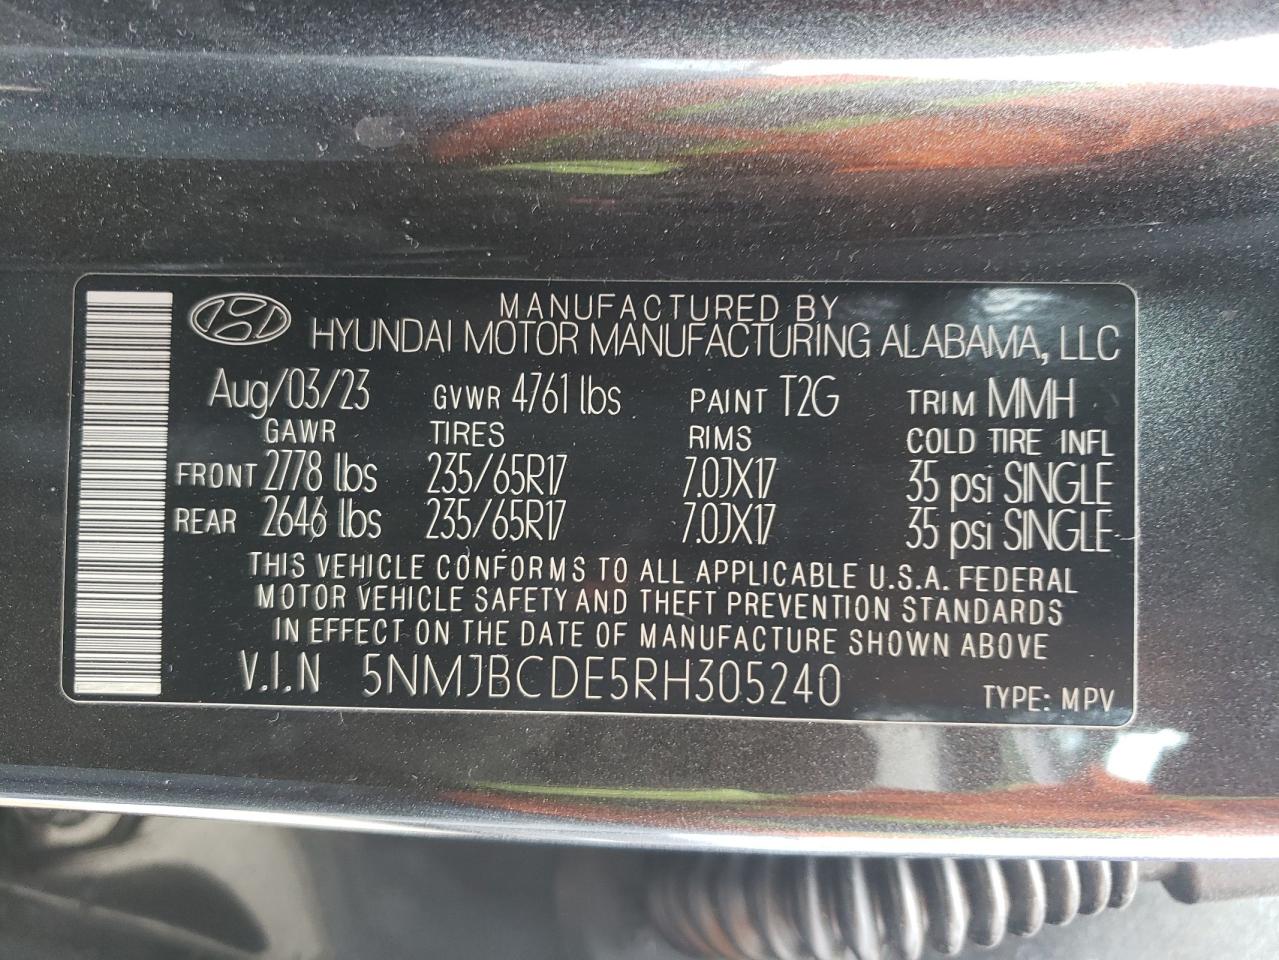 MANUFACTURED BY
HYUNDAI MOTOR MANUFACTURING ALABAMA, LLC
Aug/03/23 GVWR 4761 lbs PAINT T2G TRIM MMH
GAWR TIRES RIMS COLD TIRE INFL
FRONT 2778 lbs 235/65R17 7.0JX17 35 psi SINGLE
REAR 2646 lbs 235/65R17 7.0JX17 35 psi SINGLE
THIS VEHICLE CONFORMS TO ALL APPLICABLE U.S.A. FEDERAL
MOTOR VEHICLE SAFETY AND THEFT PREVENTION STANDARDS
IN EFFECT ON THE DATE OF MANUFACTURE SHOWN ABOVE
V.I.N 5NMJBCDE5RH305240 TYPE: MPV